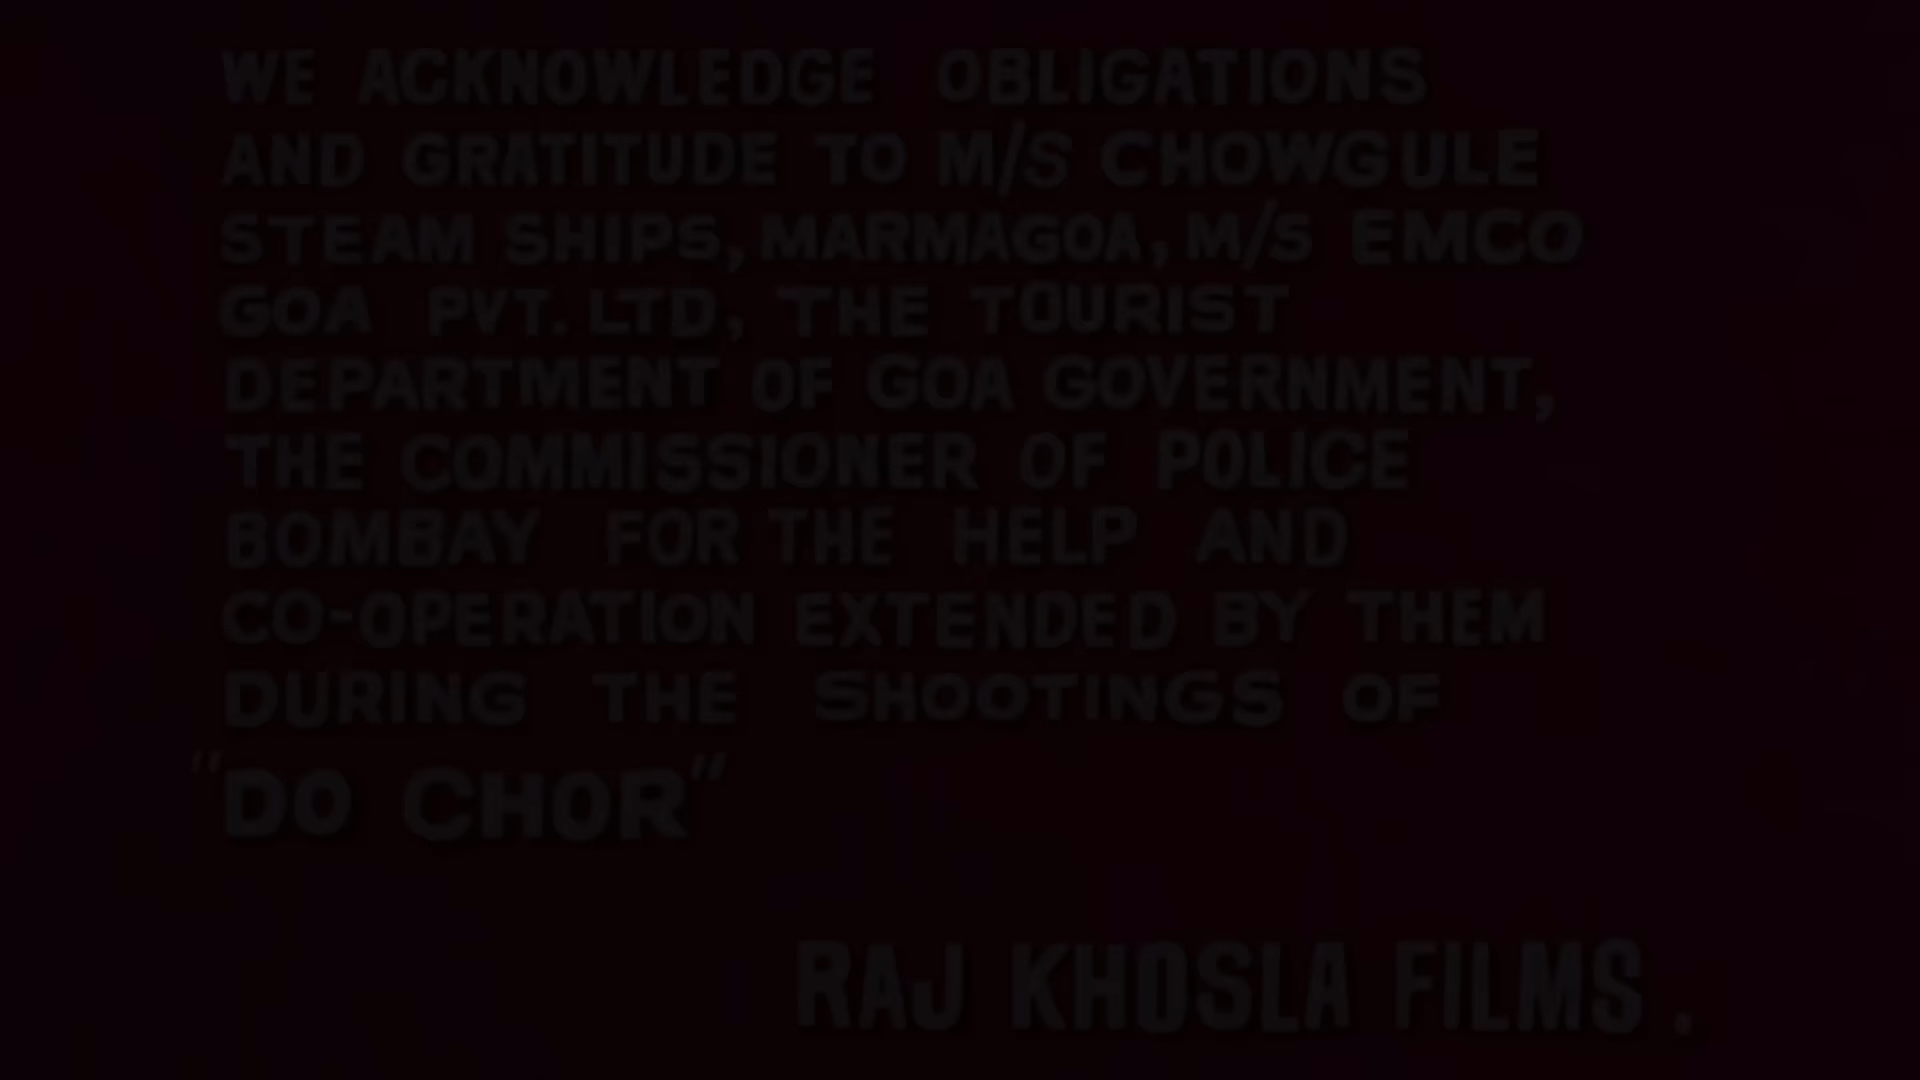 WE ACKNOWLEDGE OBLIGATIONS
AND GRATITUDE TO M/S CHOWGULE
STEAM SHIPS, MARMAGOA, M/S EMCO
GOA PVT. LTD, THE TOURIST
DEPARTMENT OF GOA GOVERNMENT,
THE COMMISSIONER OF POLICE
BOMBAY FOR THE HELP AND
CO-OPERATION EXTENDED BY THEM
DURING THE SHOOTINGS OF
"DO CHOR"
RAJ KHOSLA FILMS.